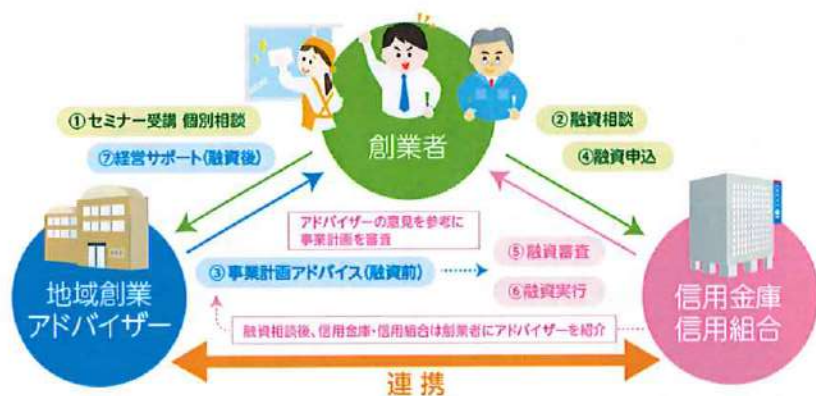 創業者
①セミナー受講 個別相談
⑦経営サポート(融資後)
②融資相談
④融資申込
アドバイザーの意見を参考に
事業計画を審査
③事業計画アドバイス(融資前)
⑤融資審査
⑥融資実行
地域創業
アドバイザー
信用金庫
信用組合
融資相談後、信用金庫・信用組合は創業者にアドバイザーを紹介
連携